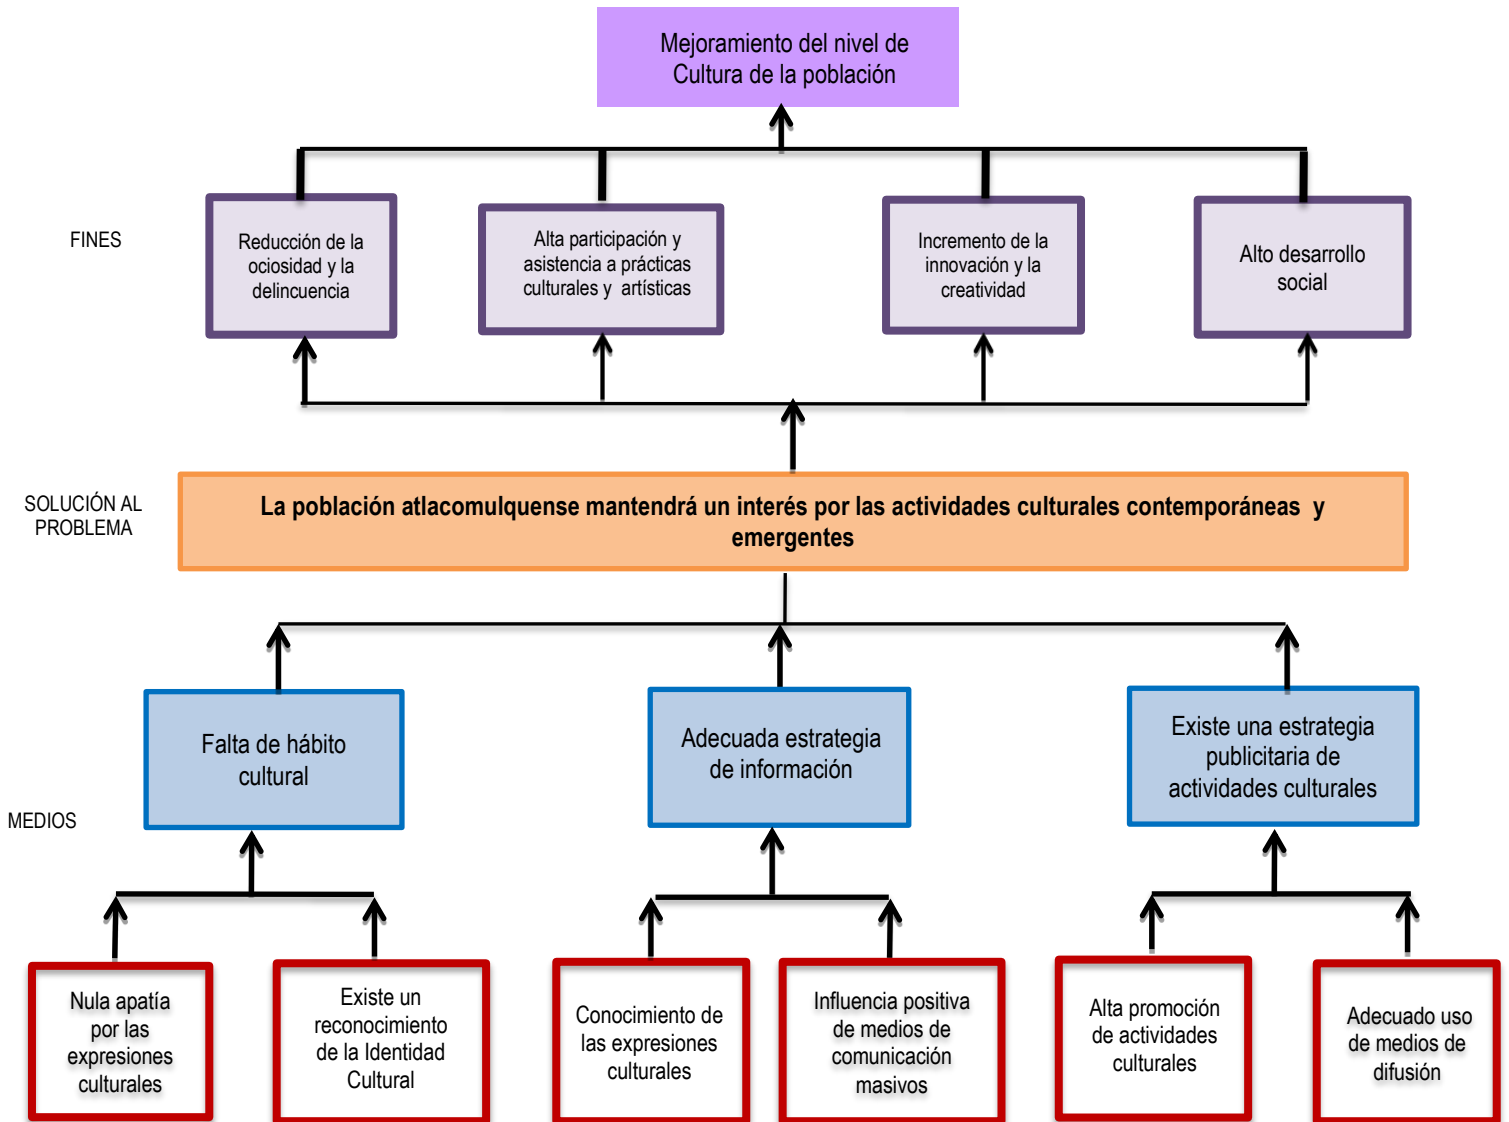 Mejoramiento del nivel de
Cultura de la población
FINES
Reducción de la
ociosidad y la
delincuencia
Alta participación y
asistencia a prácticas
culturales y artísticas
Incremento de la
innovación y la
creatividad
Alto desarrollo
social
SOLUCIÓN AL
PROBLEMA
La población atlacomulquense mantendrá un interés por las actividades culturales contemporáneas y
emergentes
Falta de hábito
cultural
Adecuada estrategia
de información
Existe una estrategia
publicitaria de
actividades culturales
MEDIOS
Nula apatía
por las
expresiones
culturales
Existe un
reconocimiento
de la Identidad
Cultural
Conocimiento de
las expresiones
culturales
Influencia positiva
de medios de
comunicación
masivos
Alta promoción
de actividades
culturales
Adecuado uso
de medios de
difusión